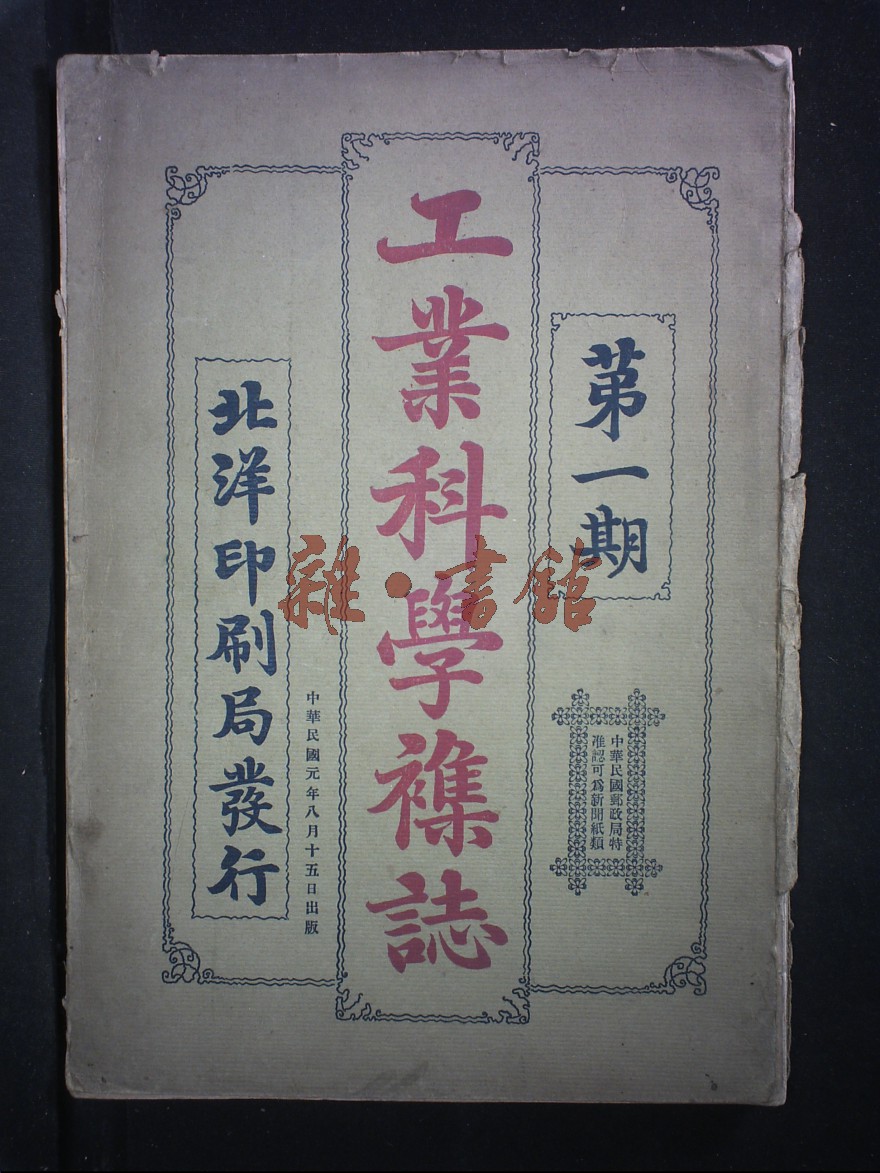 第一期
中華民國郵政局特
准認可爲新聞紙類
工業科學襍誌
中華民國元年八月十五日出版
北洋印刷局發行
雜·書館